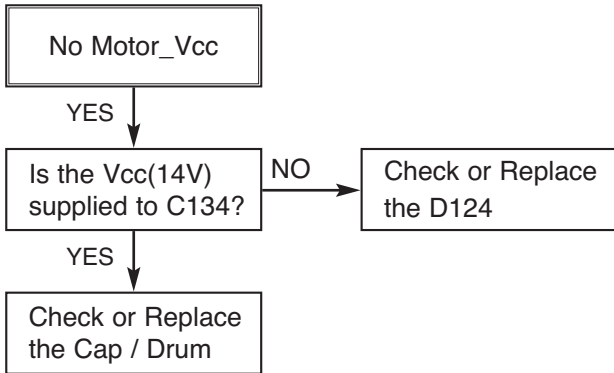 No Motor_Vcc
YES
Is the Vcc(14V)
supplied to C134?
NO
Check or Replace
the D124
YES
Check or Replace
the Cap / Drum